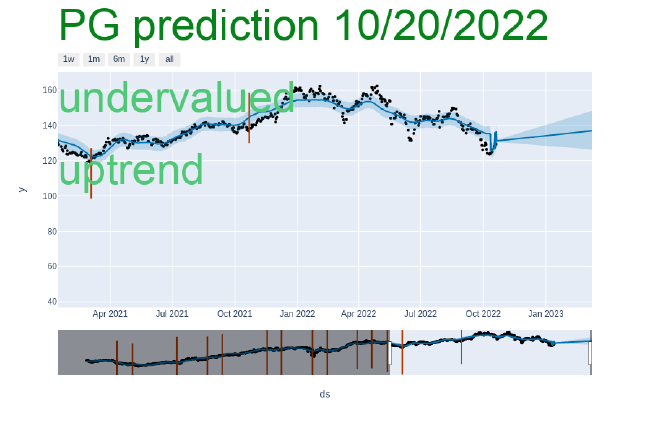 PG prediction 10/20/2022
1w 1m 6m 1y all
160
undervalued
140
120
uptrend
100
y
80
60
40
Apr 2021 Jul 2021 Oct 2021 Jan 2022 Apr 2022 Jul 2022 Oct 2022 Jan 2023
ds